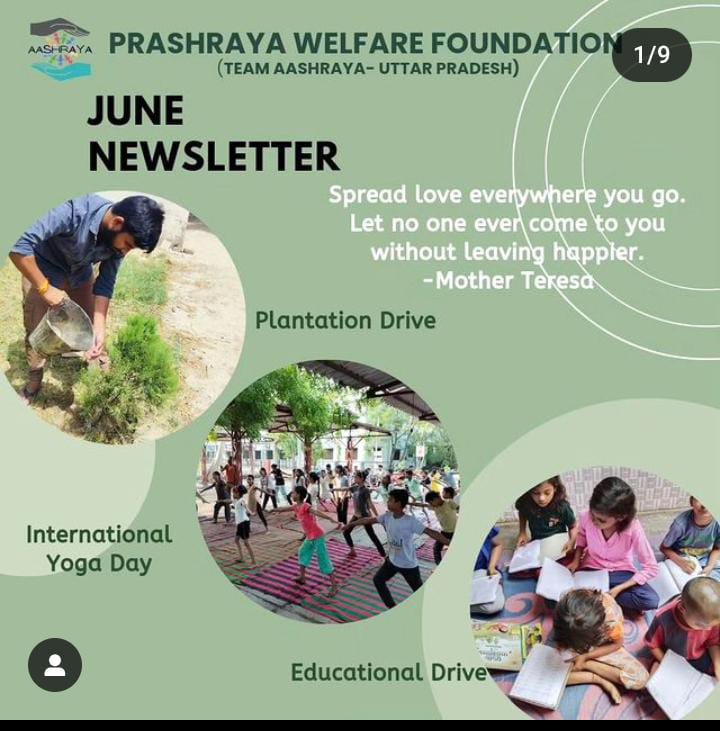 AASHRAYA
PRASHRAYA WELFARE FOUNDATION
(TEAM AASHRAYA- UTTAR PRADESH)
1/9
JUNE
NEWSLETTER
Spread love everywhere you go.
Let no one ever come to you
without leaving happier.
-Mother Teresa
Plantation Drive
International
Yoga Day
Educational Drive